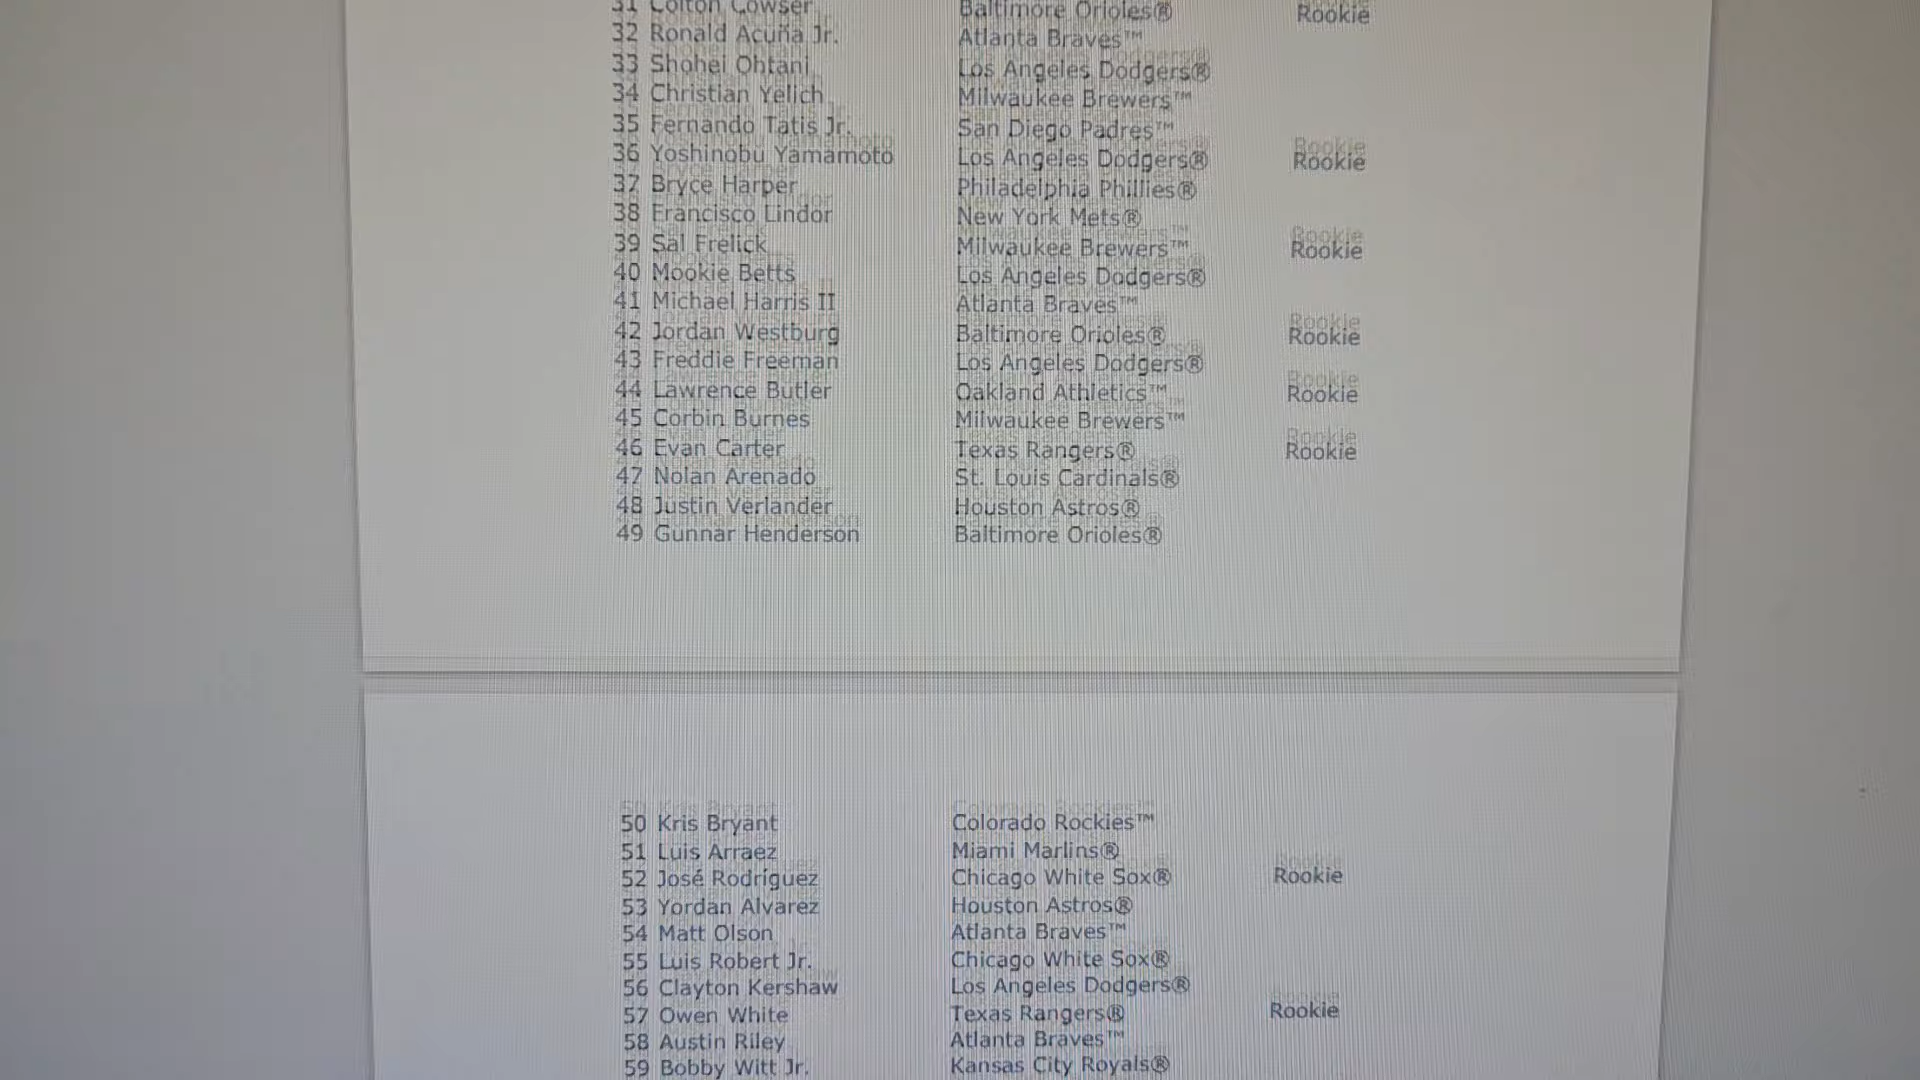 31 Colton Cowser Baltimore Orioles® Rookie
32 Ronald Acuña Jr. Atlanta Braves™
33 Shohei Ohtani Los Angeles Dodgers®
34 Christian Yelich Milwaukee Brewers™
35 Fernando Tatis Jr. San Diego Padres™
36 Yoshinobu Yamamoto Los Angeles Dodgers® Rookie
37 Bryce Harper Philadelphia Phillies®
38 Francisco Lindor New York Mets®
39 Sal Frelick Milwaukee Brewers™ Rookie
40 Mookie Betts Los Angeles Dodgers®
41 Michael Harris II Atlanta Braves™
42 Jordan Westburg Baltimore Orioles® Rookie
43 Freddie Freeman Los Angeles Dodgers®
44 Lawrence Butler Oakland Athletics™ Rookie
45 Corbin Burnes Milwaukee Brewers™
46 Evan Carter Texas Rangers® Rookie
47 Nolan Arenado St. Louis Cardinals®
48 Justin Verlander Houston Astros®
49 Gunnar Henderson Baltimore Orioles®
50 Kris Bryant Colorado Rockies™
51 Luis Arraez Miami Marlins®
52 José Rodríguez Chicago White Sox® Rookie
53 Yordan Alvarez Houston Astros®
54 Matt Olson Atlanta Braves™
55 Luis Robert Jr. Chicago White Sox®
56 Clayton Kershaw Los Angeles Dodgers®
57 Owen White Texas Rangers® Rookie
58 Austin Riley Atlanta Braves™
59 Bobby Witt Jr. Kansas City Royals®